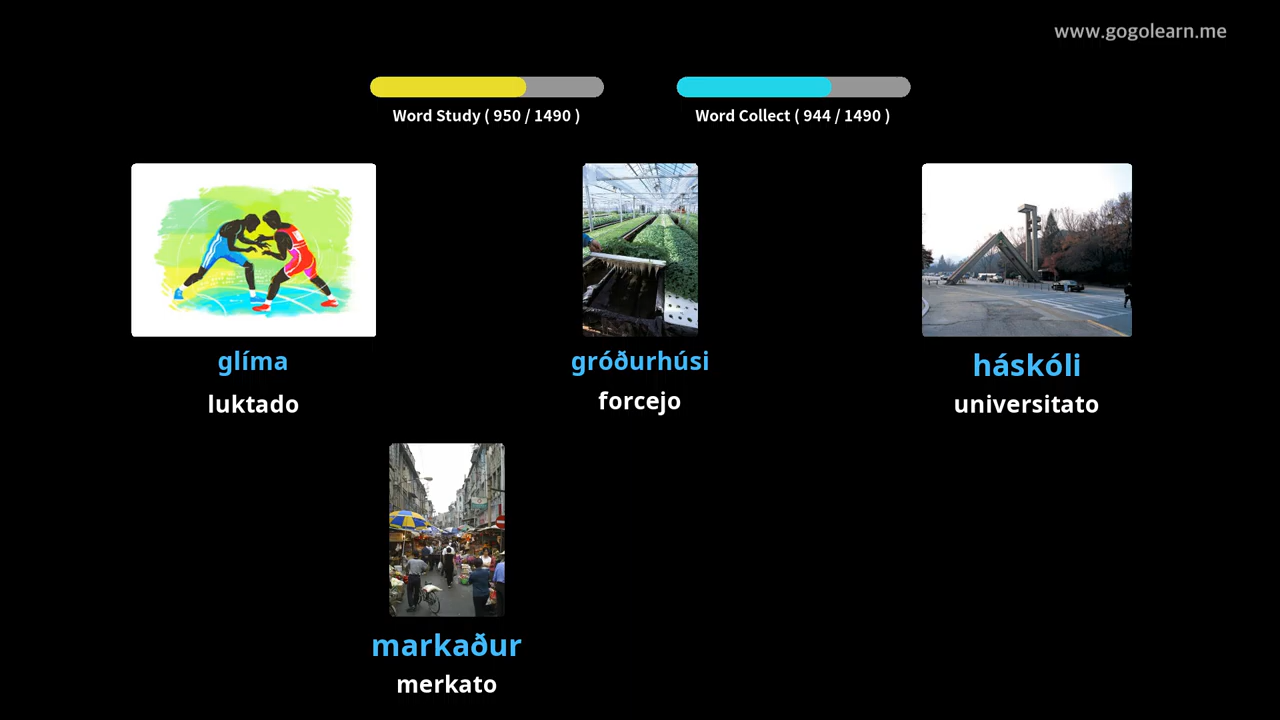 www.gogolearn.me
Word Study ( 950 / 1490 )
Word Collect ( 944 / 1490 )
glíma
luktado
gróðurhúsi
forcejo
háskóli
universitato
markaður
merkato